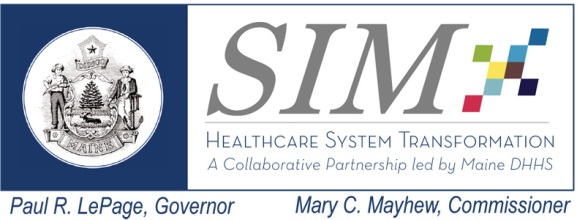 MAINE
SIM
HEALTHCARE SYSTEM TRANSFORMATION
A Collaborative Partnership led by Maine DHHS
Paul R. LePage, Governor
Mary C. Mayhew, Commissioner